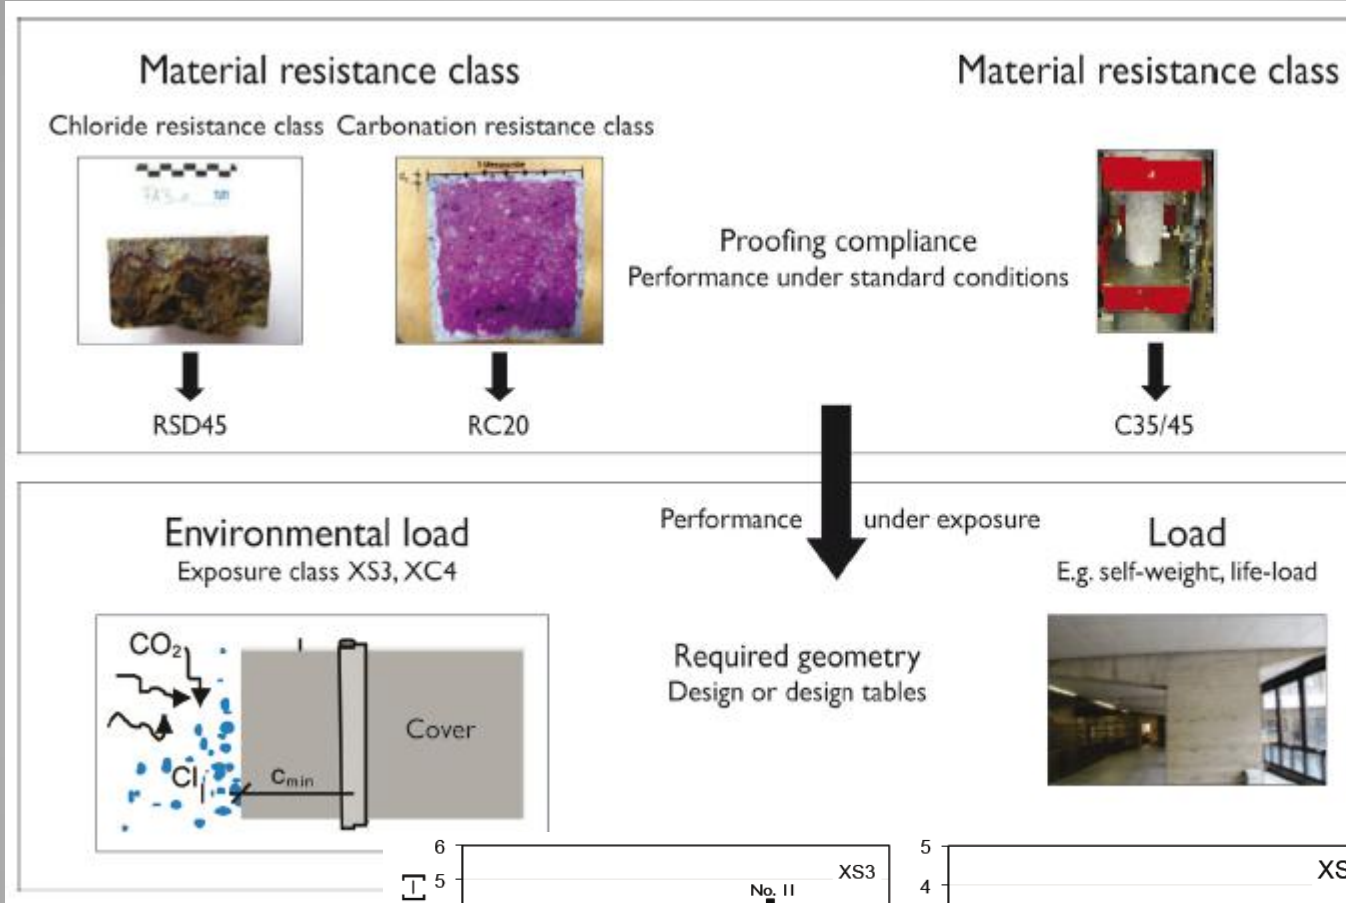 Material resistance class
Chloride resistance class
Carbonation resistance class
RSD45
RC20
Proofing compliance
Performance under standard conditions
Material resistance class
C35/45
Performance under exposure
Environmental load
Exposure class XS3, XC4
CO₂
Cl
Cmin
Cover
Required geometry
Design or design tables
Load
E.g. self-weight, life-load
6
5
XS3
No. II
5
4
XS